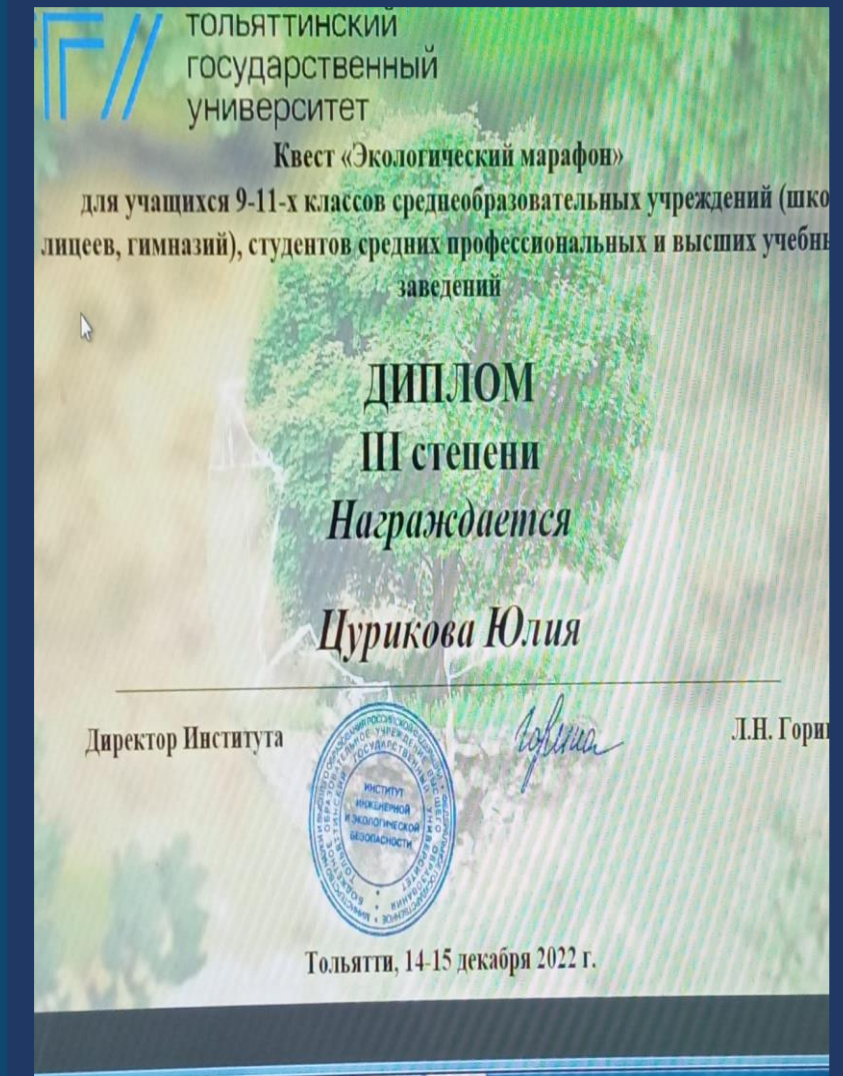 ТОЛЬЯТТИНСКИЙ
государственный
университет
Квест «Экологический марафон»
для учащихся 9-11-х классов среднеобразовательных учреждений (шко
лицеев, гимназий), студентов средних профессиональных и высших учебны
заведений
ДИПЛОМ
III степени
Награждается
Цурикова Юлия
Директор Института
Л.Н. Горин
ИНСТИТУТ
ИНЖЕНЕРНОЙ
И ЭКОЛОГИЧЕСКОЙ
БЕЗОПАСНОСТИ
Тольятти, 14-15 декабря 2022 г.